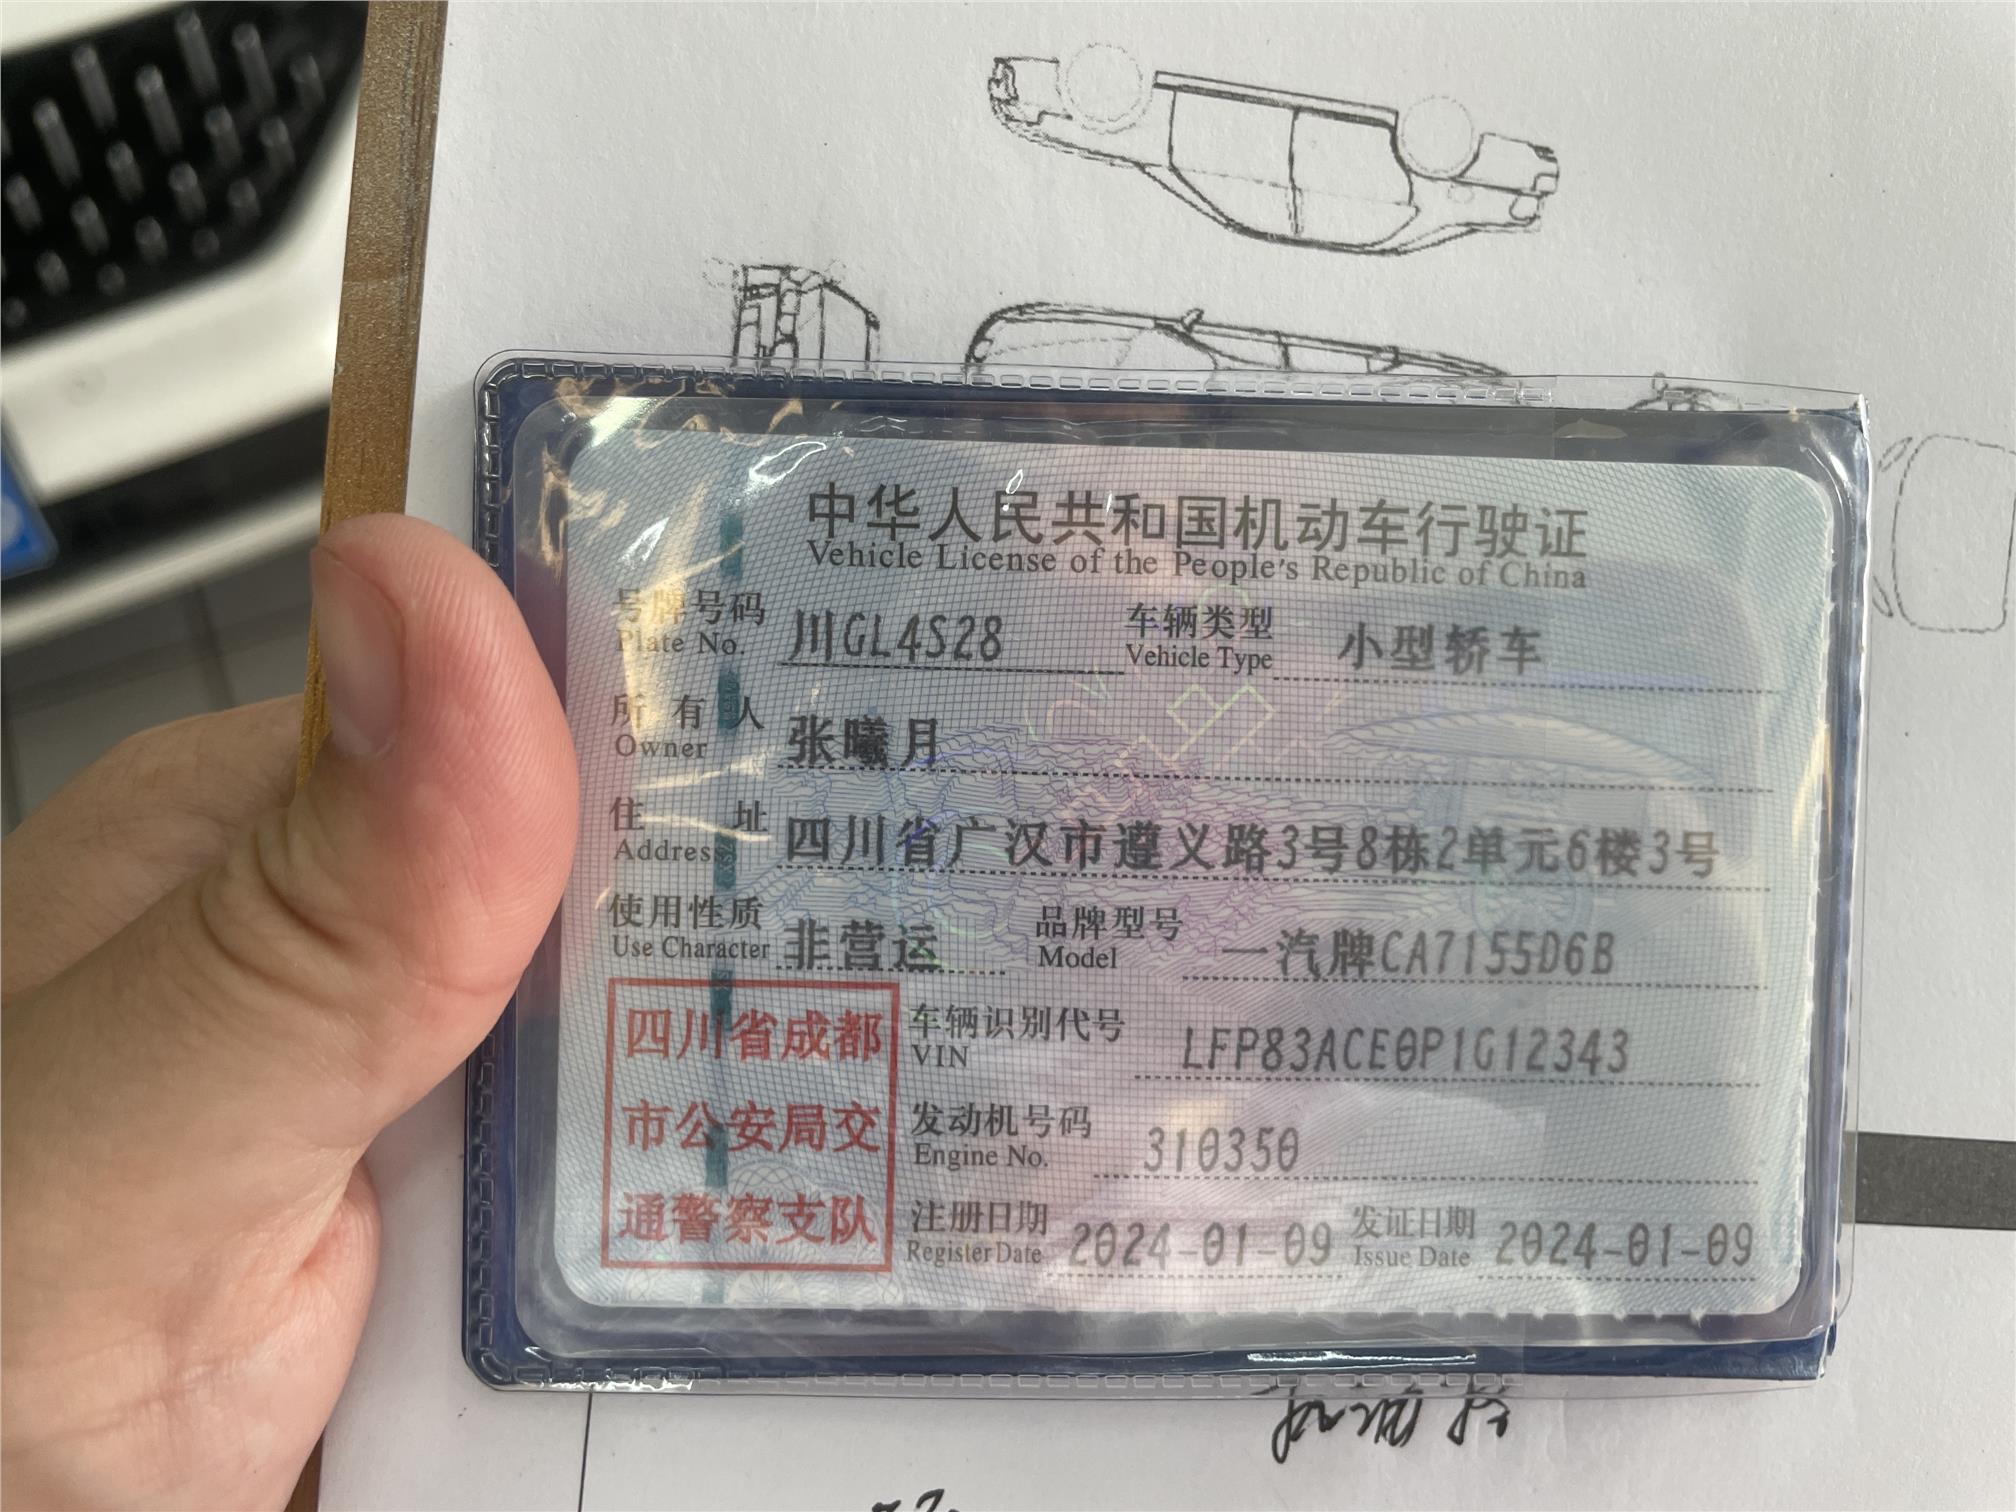 中华人民共和国机动车行驶证
Vehicle License of the People's Republic of China
号牌号码 川GL4S28 车辆类型 小型轿车
Plate No. Vehicle Type
所有人 张曦月
Owner
住址 四川省广汉市遵义路3号8栋2单元6楼3号
Address
使用性质 非营运 品牌型号 一汽牌CA7155D6B
Use Character Model
四川省成都
市公安局交
通警察支队
车辆识别代号 LFP83ACE0P1G12343
VIN
发动机号码 310350
Engine No.
注册日期 2024-01-09 发证日期 2024-01-09
Register Date Issue Date